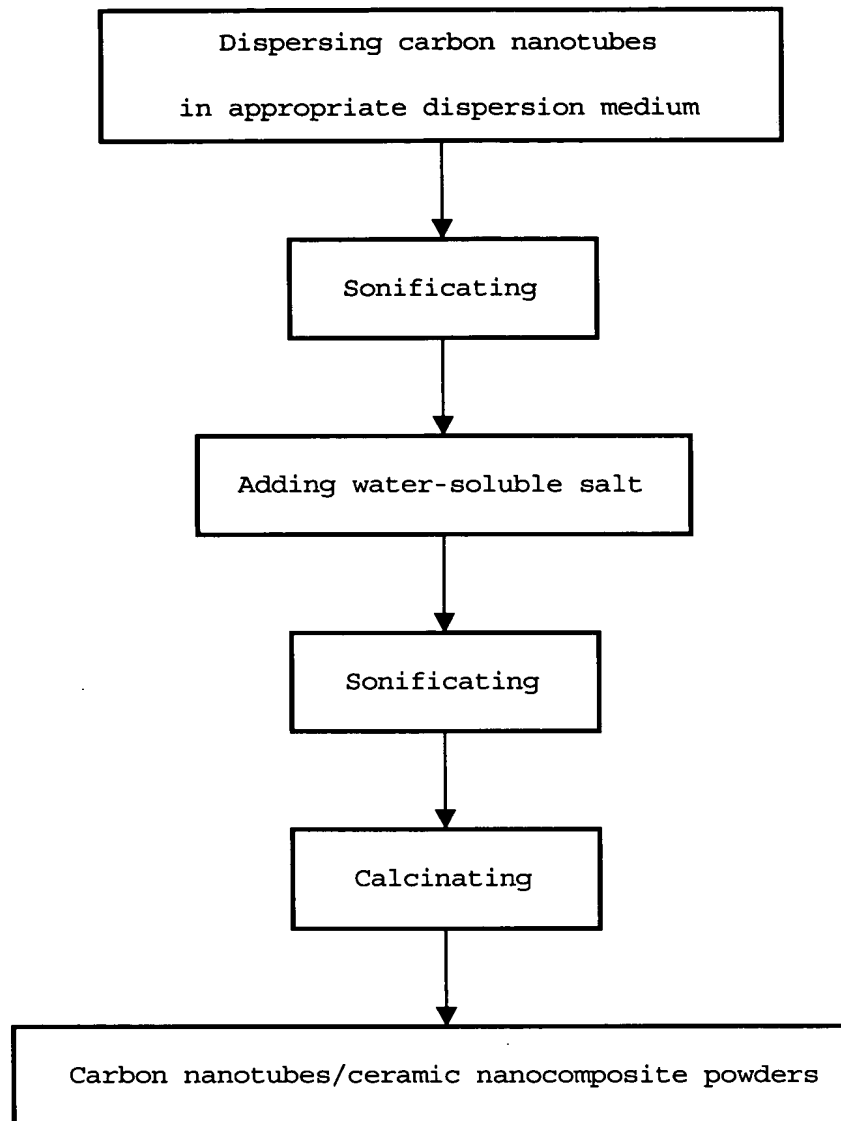 Dispersing carbon nanotubes
in appropriate dispersion medium
Sonificating
Adding water-soluble salt
Sonificating
Calcinating
Carbon nanotubes/ceramic nanocomposite powders